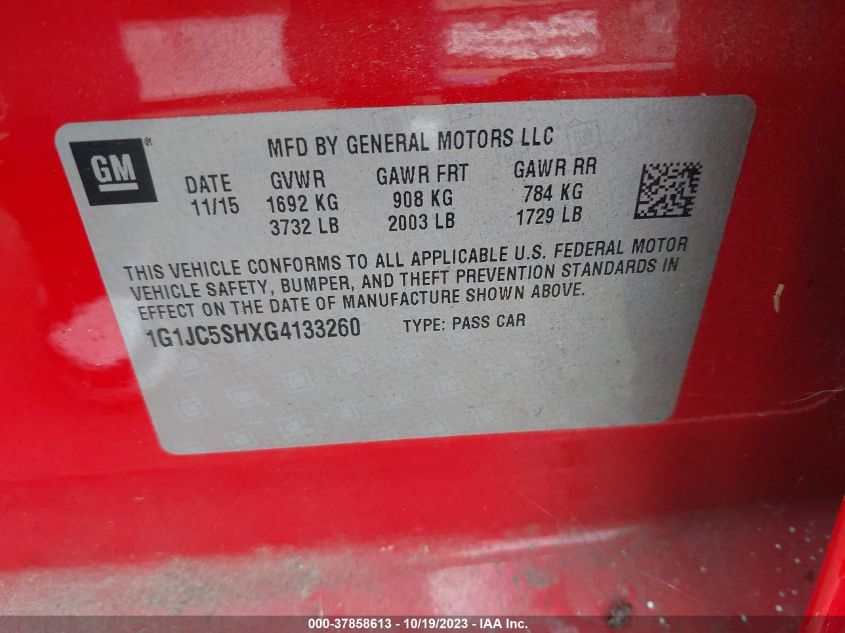 GM®
MFD BY GENERAL MOTORS LLC
DATE GVWR GAWR FRT GAWR RR
11/15 1692 KG 908 KG 784 KG
3732 LB 2003 LB 1729 LB
THIS VEHICLE CONFORMS TO ALL APPLICABLE U.S. FEDERAL MOTOR
VEHICLE SAFETY, BUMPER, AND THEFT PREVENTION STANDARDS IN
EFFECT ON THE DATE OF MANUFACTURE SHOWN ABOVE.
1G1JC5SHXG4133260 TYPE: PASS CAR
000-37858613 - 10/19/2023 - IAA Inc.